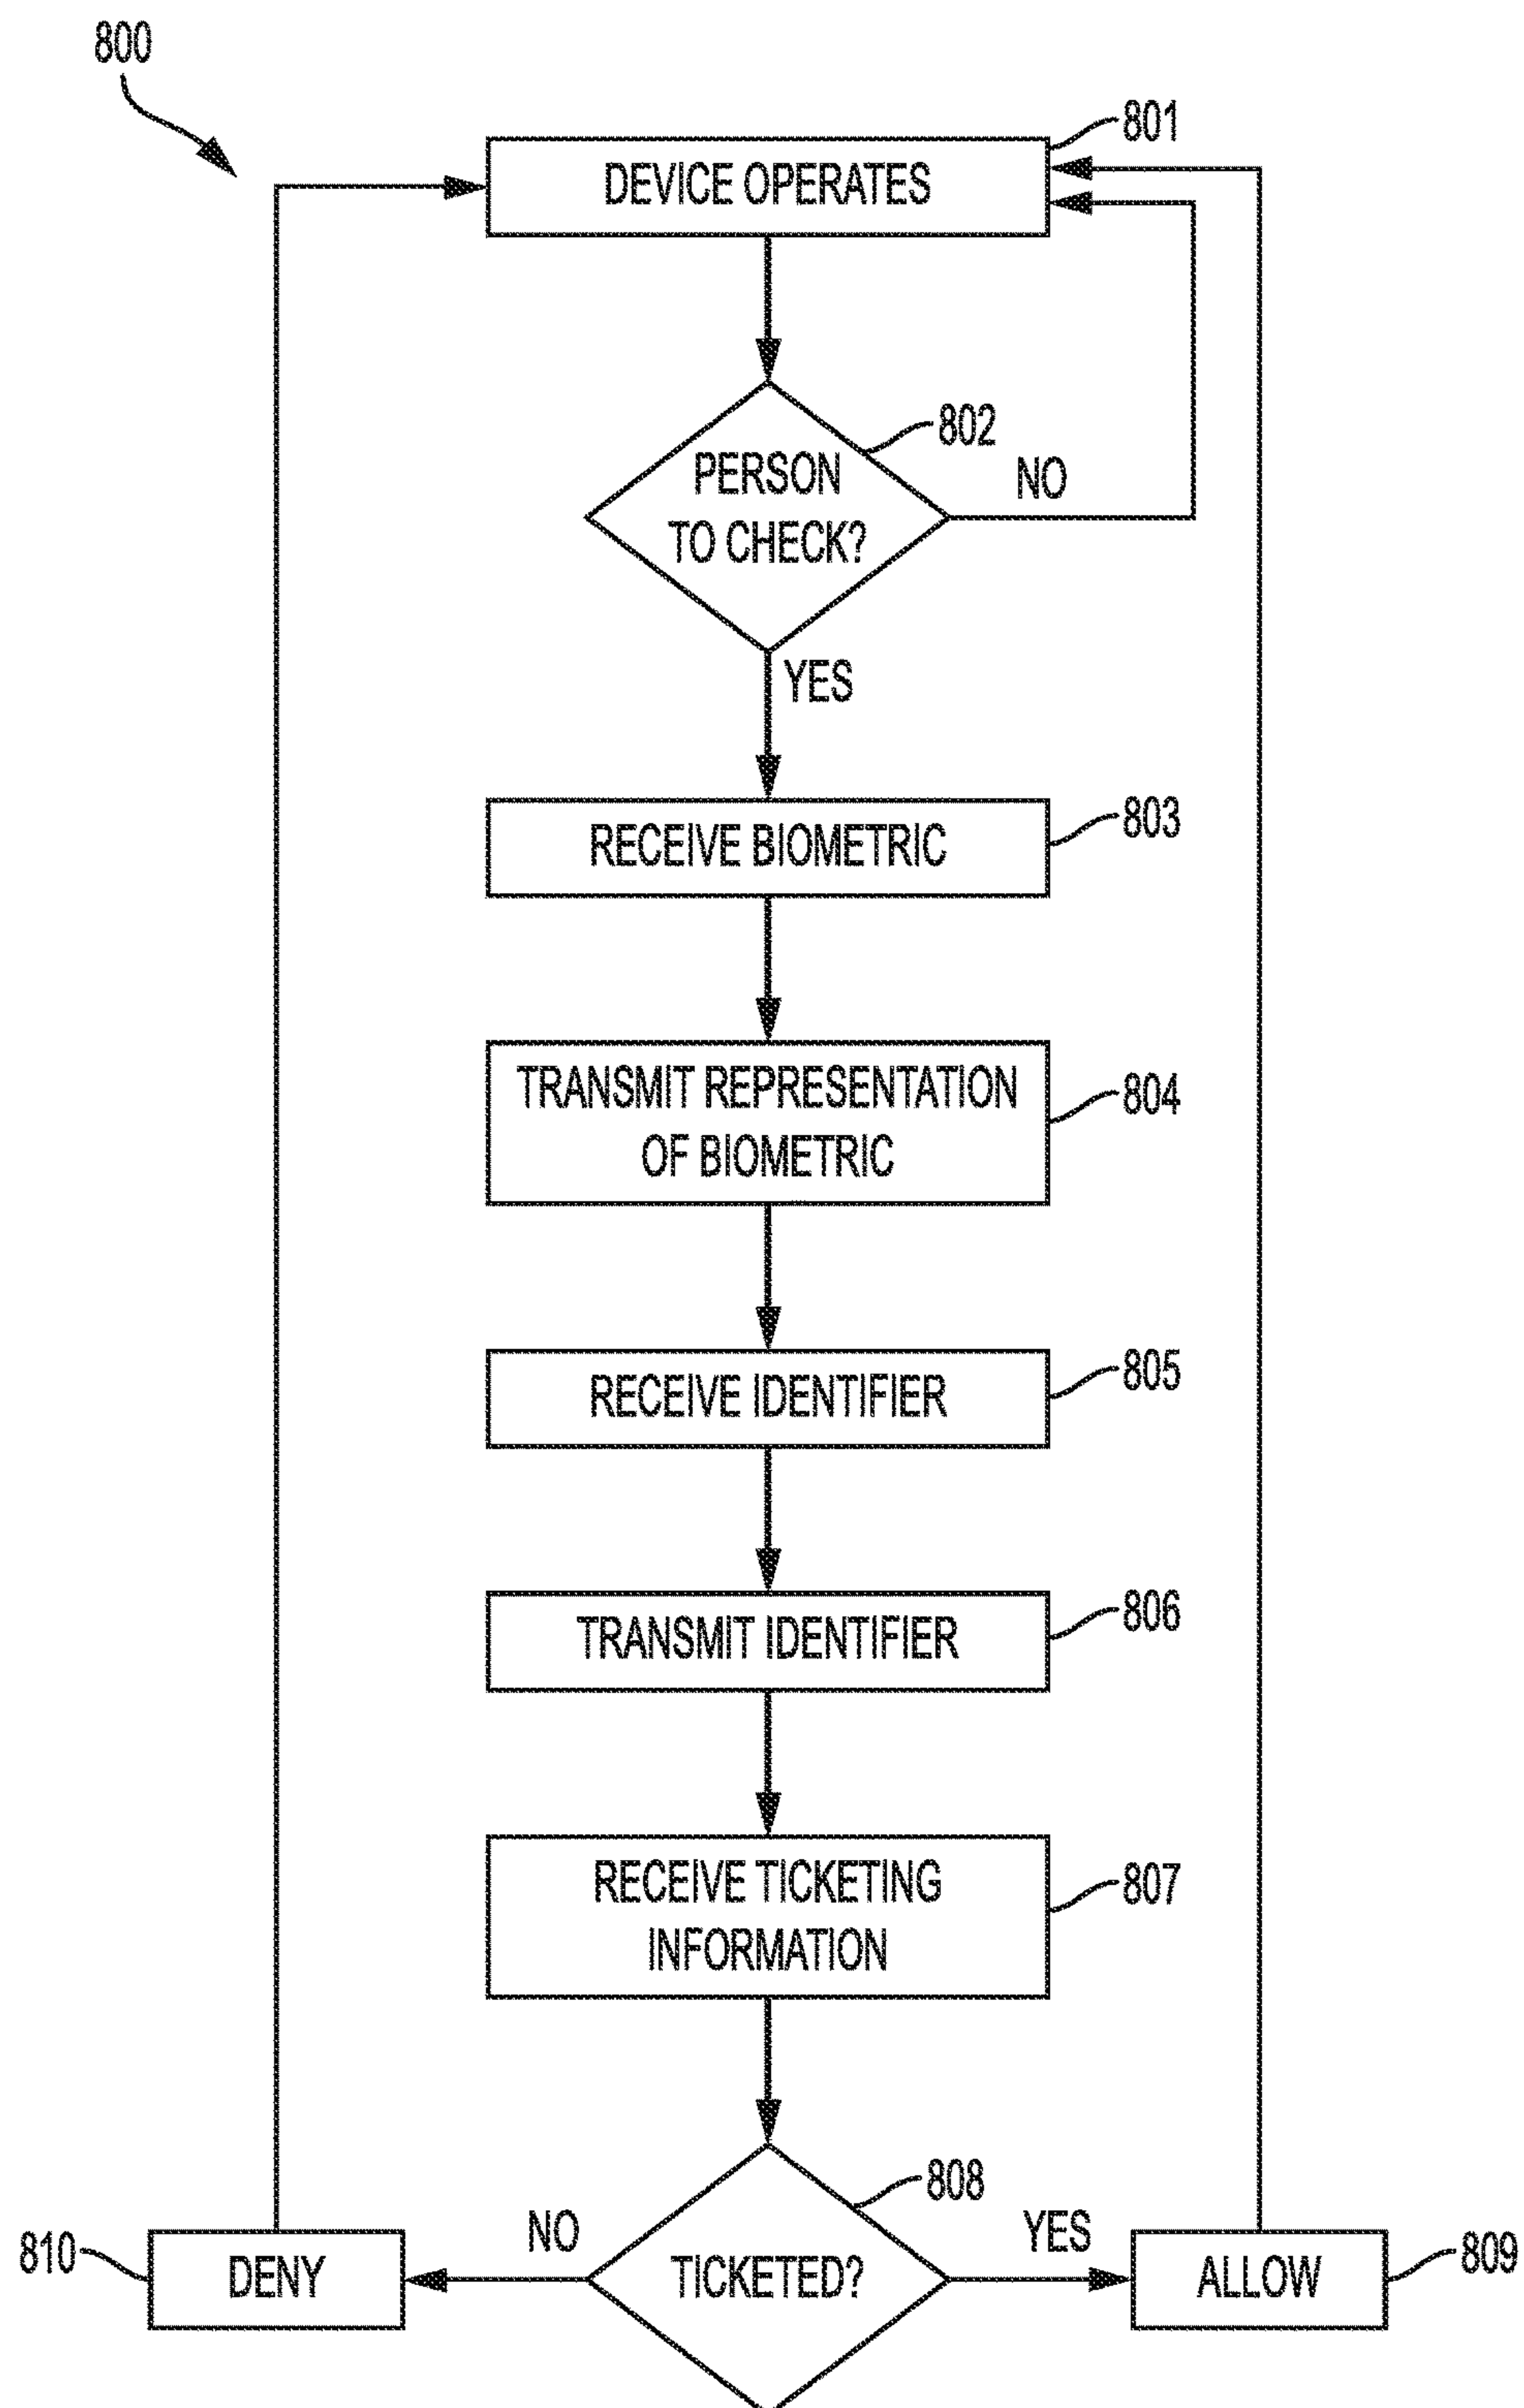 800
801
DEVICE OPERATES
802
PERSON
TO CHECK?
NO
YES
803
RECEIVE BIOMETRIC
804
TRANSMIT REPRESENTATION
OF BIOMETRIC
805
RECEIVE IDENTIFIER
806
TRANSMIT IDENTIFIER
807
RECEIVE TICKETING
INFORMATION
808
TICKETED?
NO
YES
810
DENY
ALLOW
809